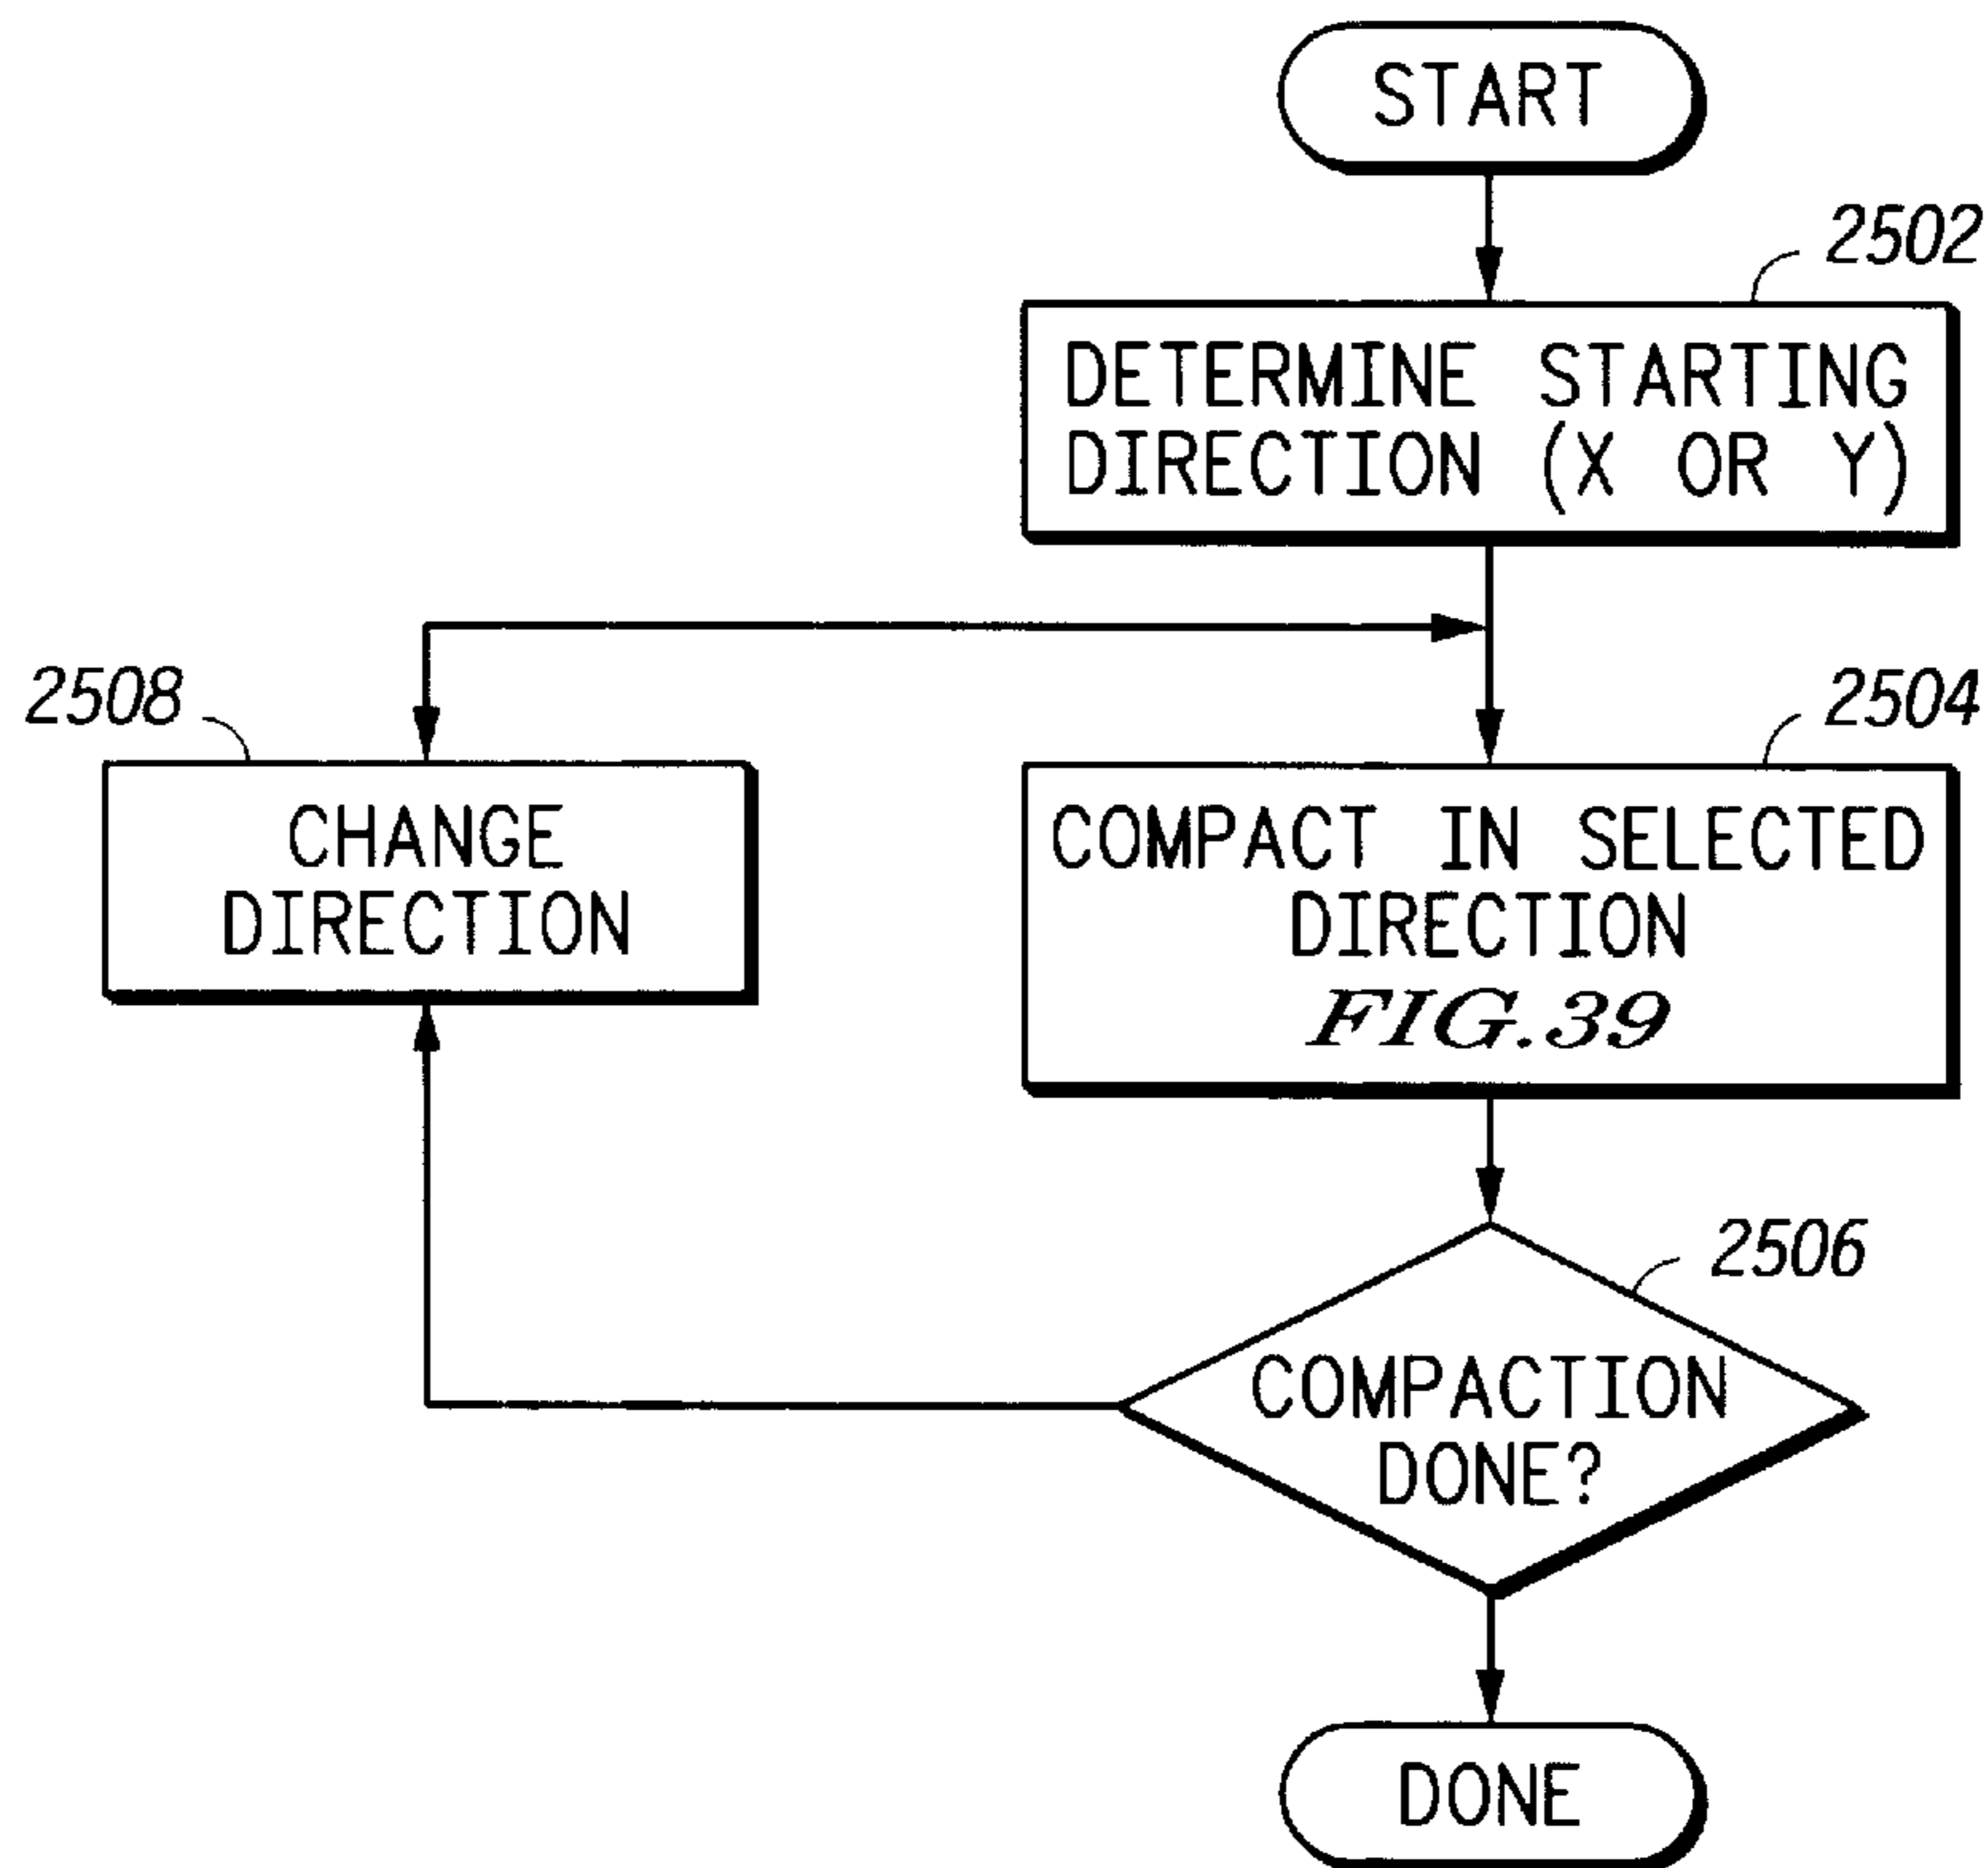 START
2502
DETERMINE STARTING
DIRECTION (X OR Y)
2508
2504
CHANGE
DIRECTION
COMPACT IN SELECTED
DIRECTION
FIG.39
2506
COMPACTION
DONE?
DONE